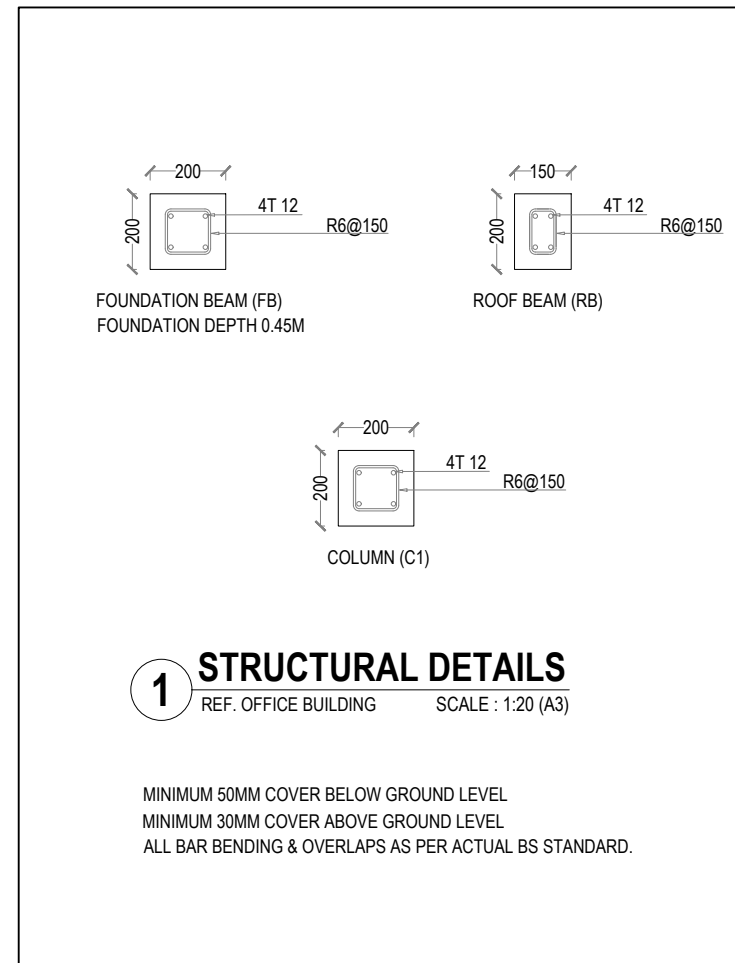 200
200
4T 12
R6@150
FOUNDATION BEAM (FB)
FOUNDATION DEPTH 0.45M
150
200
4T 12
R6@150
ROOF BEAM (RB)
200
200
4T 12
R6@150
COLUMN (C1)
1
STRUCTURAL DETAILS
REF. OFFICE BUILDING SCALE : 1:20 (A3)
MINIMUM 50MM COVER BELOW GROUND LEVEL
MINIMUM 30MM COVER ABOVE GROUND LEVEL
ALL BAR BENDING & OVERLAPS AS PER ACTUAL BS STANDARD.